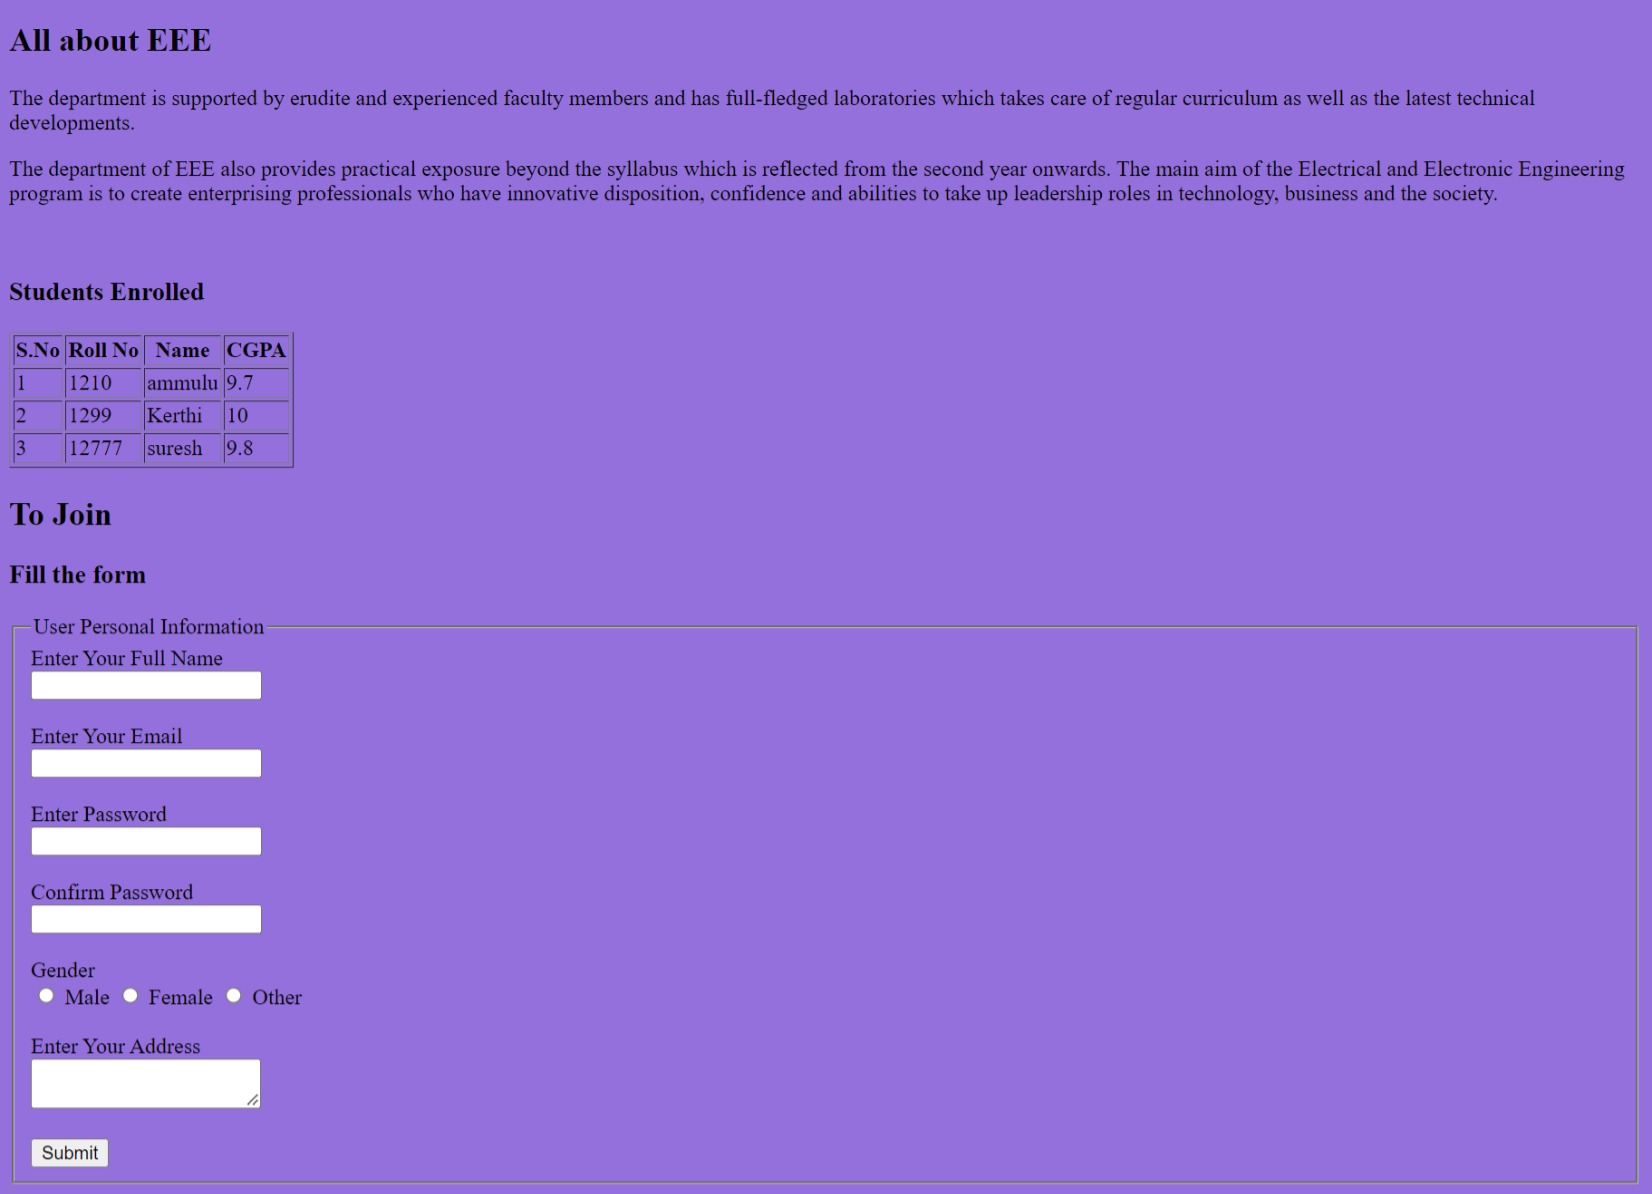 All about EEE
The department is supported by erudite and experienced faculty members and has full-fledged laboratories which takes care of regular curriculum as well as the latest technical
developments.
The department of EEE also provides practical exposure beyond the syllabus which is reflected from the second year onwards. The main aim of the Electrical and Electronic Engineering
program is to create enterprising professionals who have innovative disposition, confidence and abilities to take up leadership roles in technology, business and the society.
Students Enrolled
S.No Roll No Name CGPA
1 1210 ammulu 9.7
2 1299 Kerthi 10
3 12777 suresh 9.8
To Join
Fill the form
User Personal Information
Enter Your Full Name
Enter Your Email
Enter Password
Confirm Password
Gender
Male Female Other
Enter Your Address
Submit